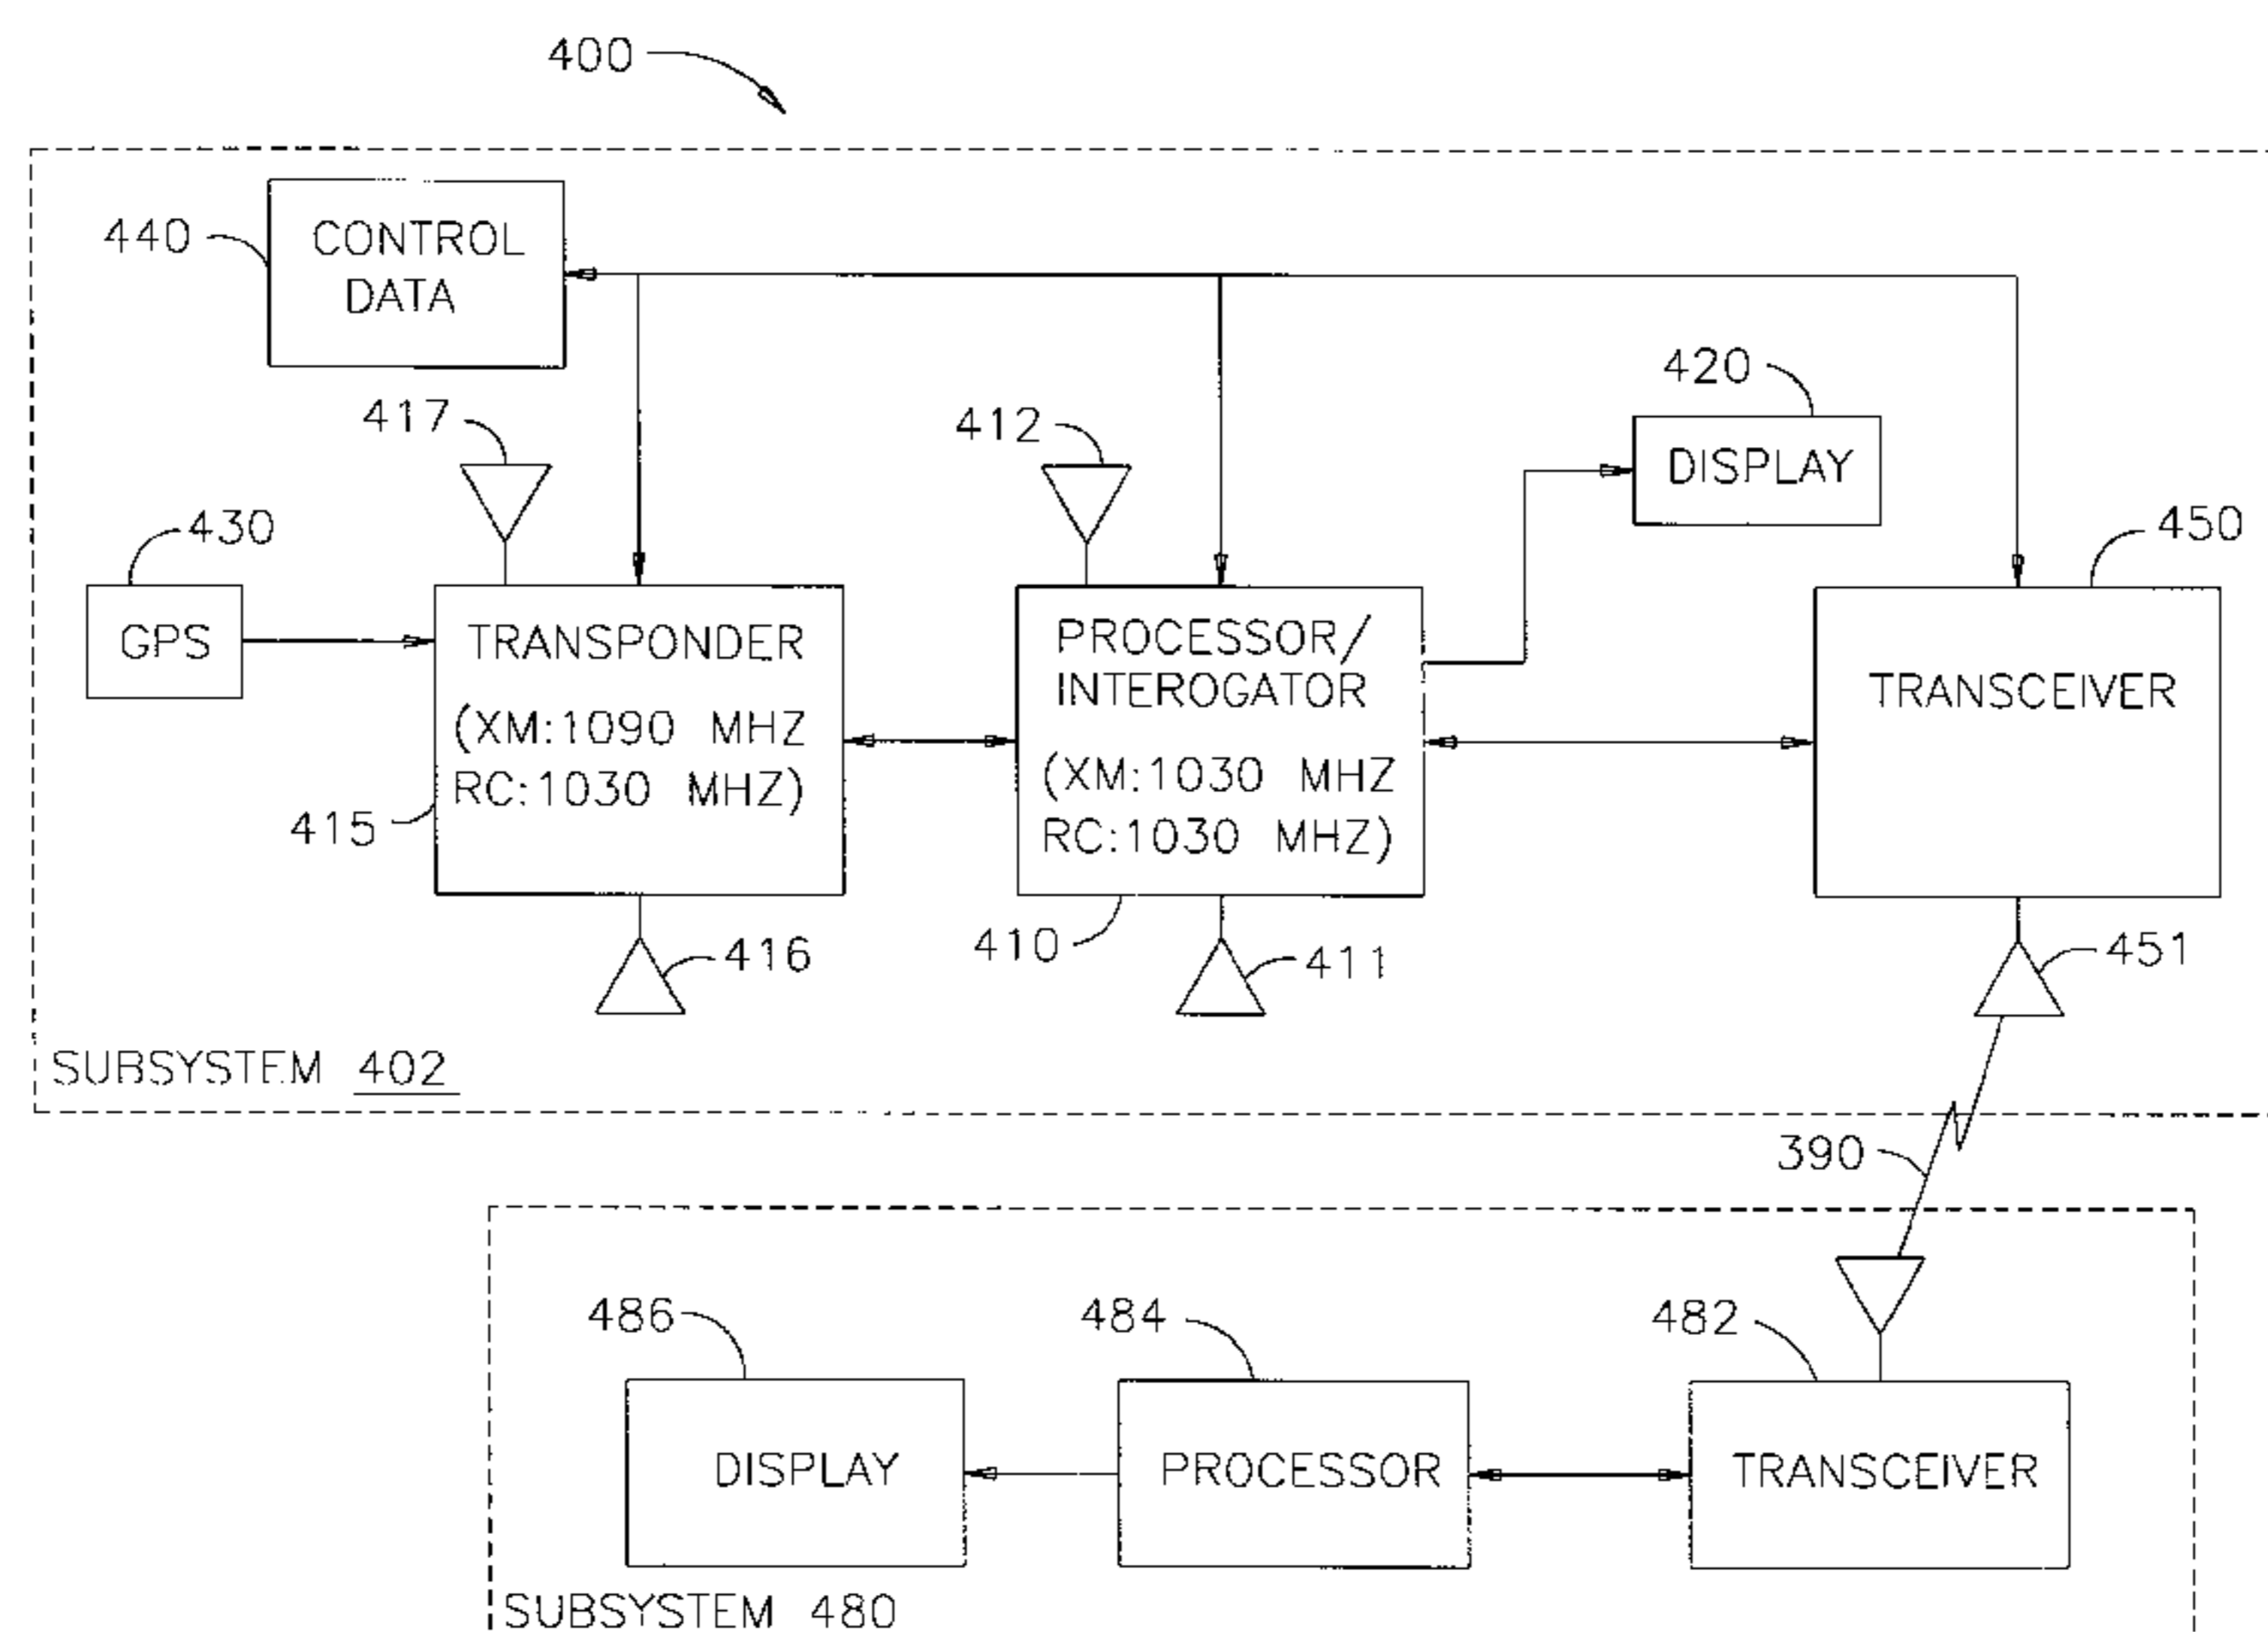 400
440
CONTROL
DATA
417
412
420
DISPLAY
430
450
GPS
TRANSPONDER
(XM:1090 MHZ
RC:1030 MHZ)
PROCESSOR/
INTEROGATOR
(XM:1030 MHZ
RC:1030 MHZ)
TRANSCEIVER
415
416
410
411
451
SUBSYSTEM 402
390
486
484
482
DISPLAY
PROCESSOR
TRANSCEIVER
SUBSYSTEM 480